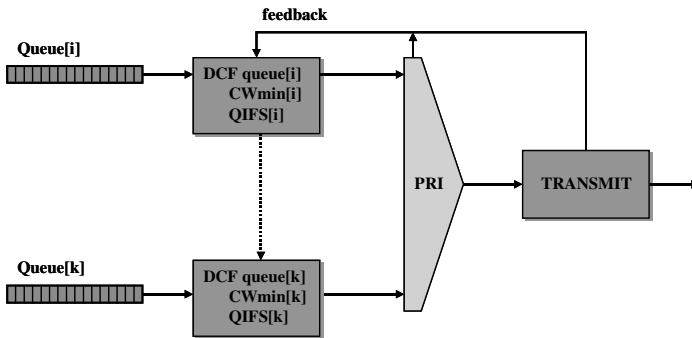 feedback
Queue[i]
DCF queue[i]
CWmin[i]
QIFS[i]
PRI
TRANSMIT
Queue[k]
DCF queue[k]
CWmin[k]
QIFS[k]